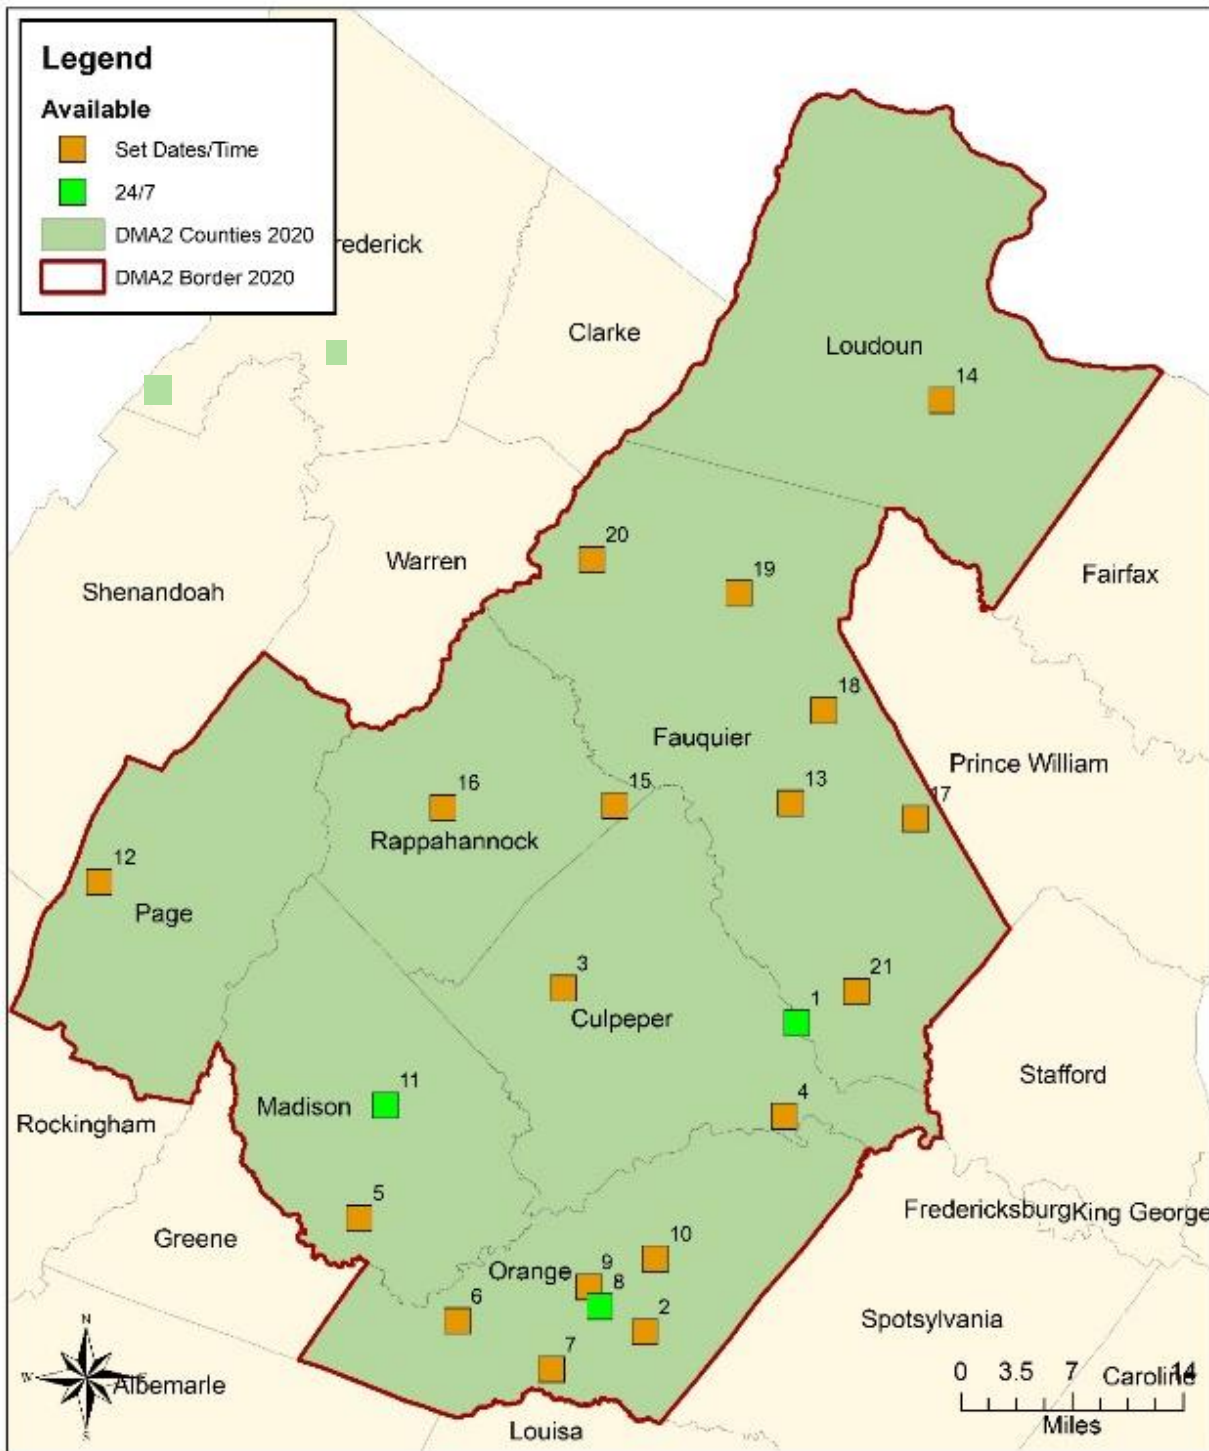 Legend
Available
Set Dates/Time
24/7
DMA2 Counties 2020
DMA2 Border 2020
rederick
Clarke
Loudoun
14
20
19
Warren
Shenandoah
Fairfax
18
Fauquier
Prince William
16
15
13
17
Rappahannock
12
Page
3
21
1
Culpeper
11
4
Stafford
Madison
Rockingham
5
Fredericksburg
King George
Greene
10
9
Orange
8
6
2
Spotsylvania
7
N
W
E
S
Albemarle
0 3.5 7 14
Caroline
Miles
Louisa